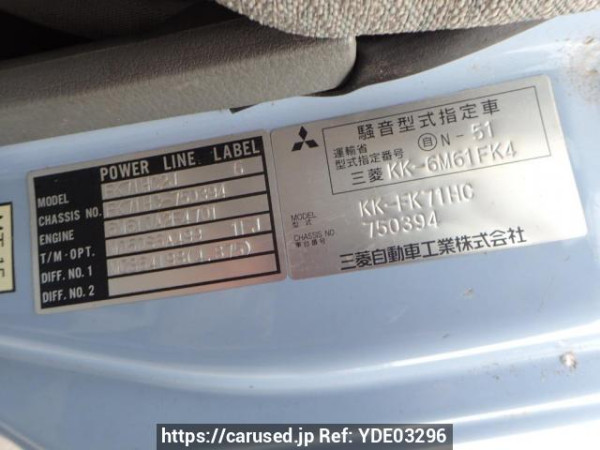 POWER LINE LABEL
MODEL
CHASSIS NO.
ENGINE
T/M・OPT.
DIFF. NO. 1
DIFF. NO. 2
騒音型式指定車
運輸省
型式指定番号
自 N-51
三菱 KK-6M61FK4
MODEL
型式
KK-FK71HC
CHASSIS NO.
車台番号
750394
三菱自動車工業株式会社
https://carused.jp Ref: YDE03296